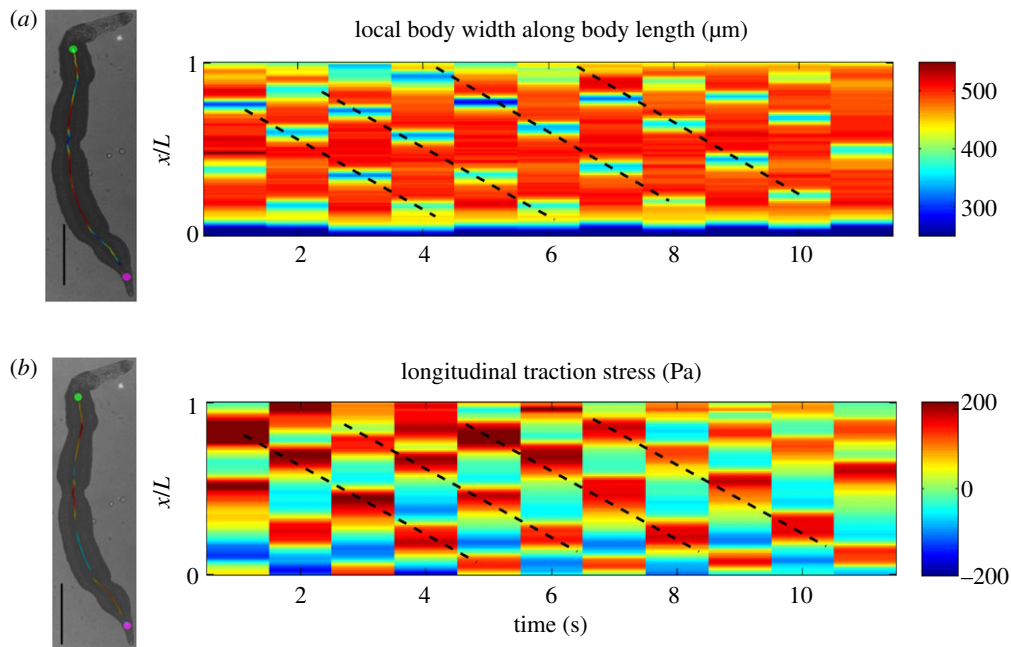 (a)
local body width along body length (µm)
1
x/L
0
2 4 6 8 10
500
400
300
(b)
longitudinal traction stress (Pa)
1
x/L
0
2 4 6 8 10
time (s)
200
0
–200